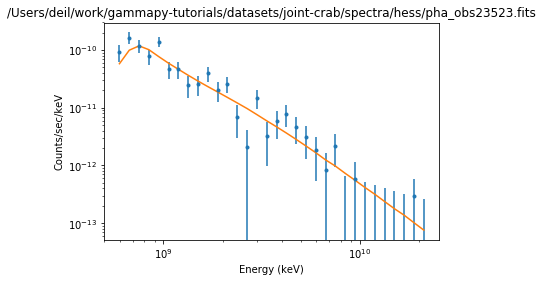 /Users/deil/work/gammapy-tutorials/datasets/joint-crab/spectra/hess/pha_obs23523.fits
Counts/sec/keV
10⁻¹⁰
10⁻¹¹
10⁻¹²
10⁻¹³
10⁹
10¹⁰
Energy (keV)